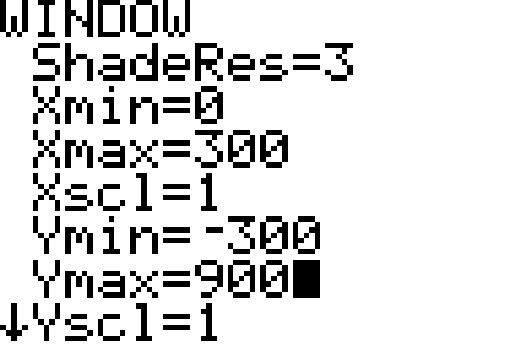 WINDOW
ShadeRes=3
Xmin=0
Xmax=300
Xscl=1
Ymin=-300
Ymax=900
↓Yscl=1